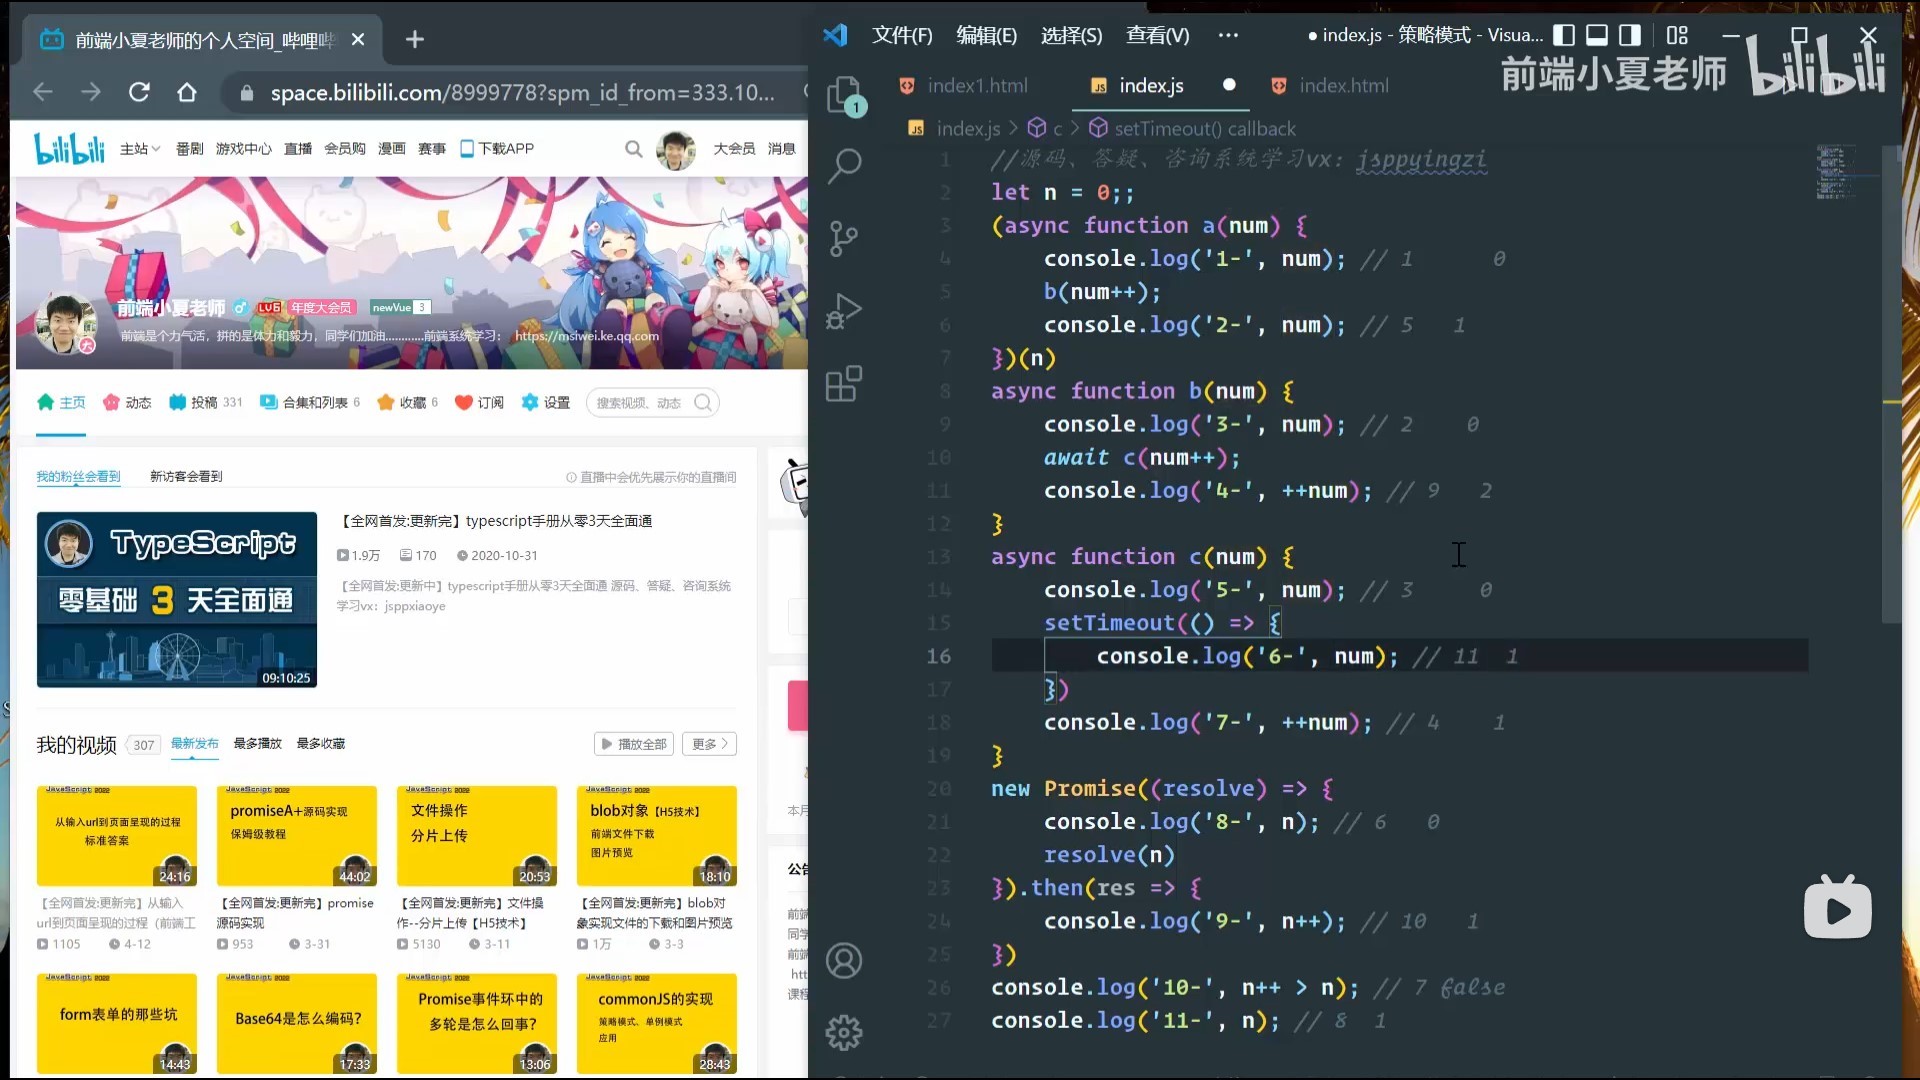 前端小夏老师的个人空间_哔哩哔
space.bilibili.com/8999778?spm_id_from=333.10...
bilibili 主站 番剧 游戏中心 直播 会员购 漫画 赛事 下载APP 大会员 消息
前端小夏老师 LV6 年度大会员 newVue 3
前端是个力气活，拼的是体力和毅力，同学们加油............前端系统学习： https://msiwei.ke.qq.com
主页 动态 投稿 331 合集和列表 6 收藏 6 订阅 设置 搜索视频、动态
我的粉丝会看到 新访客会看到 直播中会优先展示你的直播间
TypeScript
零基础 3 天全面通
09:10:25
【全网首发:更新完】typescript手册从零3天全面通
1.9万 170 2020-10-31
【全网首发:更新中】typescript手册从零3天全面通 源码、答疑、咨询系统
学习vx：jsppxiaoye
我的视频 307 最新发布 最多播放 最多收藏 播放全部 更多
JavaScript 2022
从输入url到页面呈现的过程
标准答案
24:16
【全网首发:更新完】从输入
url到页面呈现的过程（前端工
1105 4-12
JavaScript 2022
promiseA+源码实现
保姆级教程
44:02
【全网首发:更新完】promise
源码实现
953 3-31
JavaScript 2022
文件操作
分片上传
20:53
【全网首发:更新完】文件操
作--分片上传【H5技术】
5130 3-11
JavaScript 2022
blob对象【H5技术】
前端文件下载
图片预览
18:10
【全网首发:更新完】blob对
象实现文件的下载和图片预览
1万 3-3
JavaScript 2022
form表单的那些坑
14:43
JavaScript 2022
Base64是怎么编码?
17:33
JavaScript 2022
Promise事件环中的
多轮是怎么回事?
13:06
JavaScript 2022
commonJS的实现
策略模式、单例模式
应用
28:43
本月
公告
前端
同学
前端
htt
课程
文件(F) 编辑(E) 选择(S) 查看(V) ··· ● index.js - 策略模式 - Visua...
前端小夏老师 bilibili
1
index1.html index.js index.html
index.js > c > setTimeout() callback
1 //源码、答疑、咨询系统学习vx：jsppyingzi
2 let n = 0;;
3 (async function a(num) {
4 console.log('1-', num); // 1 0
5 b(num++);
6 console.log('2-', num); // 5 1
7 })(n)
8 async function b(num) {
9 console.log('3-', num); // 2 0
10 await c(num++);
11 console.log('4-', ++num); // 9 2
12 }
13 async function c(num) {
14 console.log('5-', num); // 3 0
15 setTimeout(() => {
16 console.log('6-', num); // 11 1
17 })
18 console.log('7-', ++num); // 4 1
19 }
20 new Promise((resolve) => {
21 console.log('8-', n); // 6 0
22 resolve(n)
23 }).then(res => {
24 console.log('9-', n++); // 10 1
25 })
26 console.log('10-', n++ > n); // 7 false
27 console.log('11-', n); // 8 1